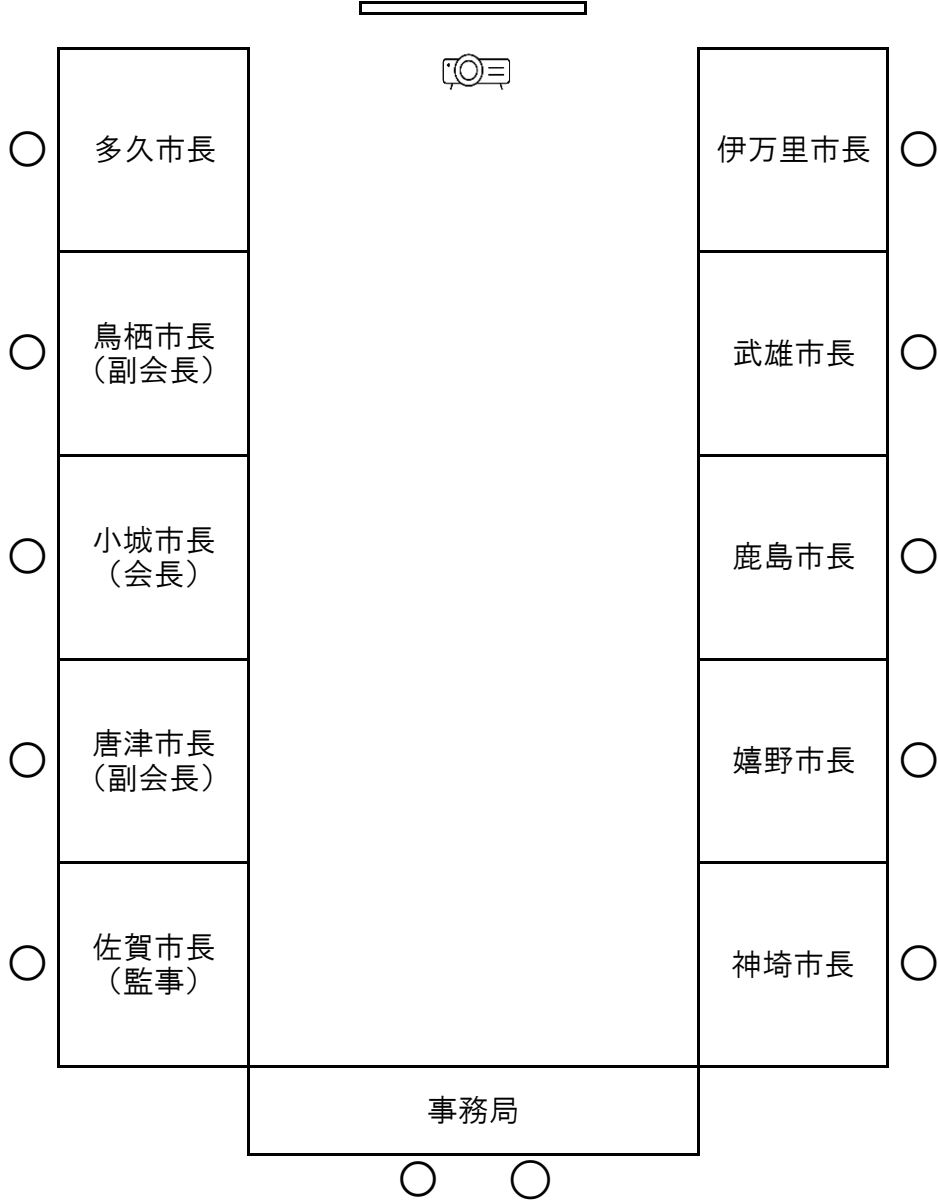 多久市長
鳥栖市長
（副会長）
小城市長
（会長）
唐津市長
（副会長）
佐賀市長
（監事）
伊万里市長
武雄市長
鹿島市長
嬉野市長
神埼市長
事務局